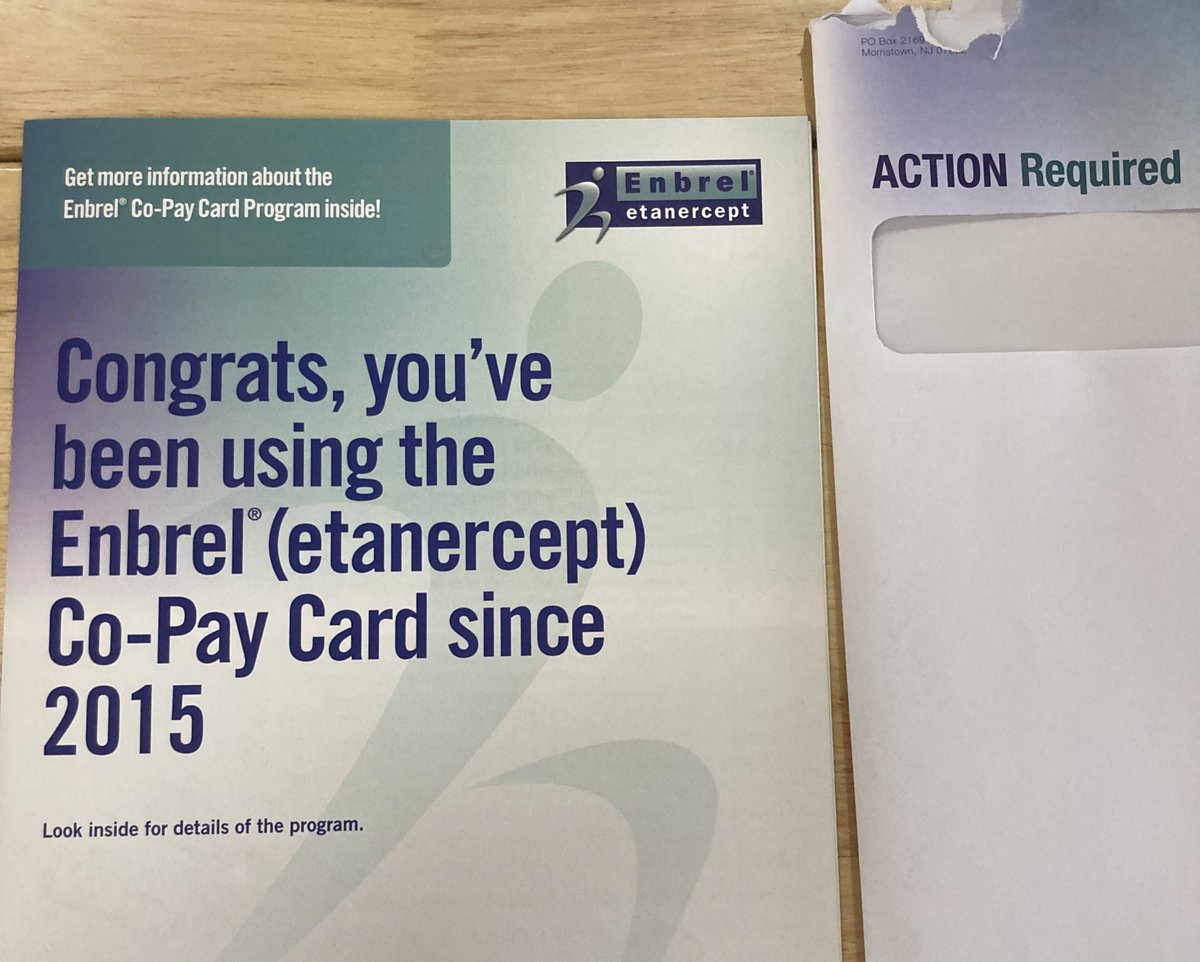 Get more information about the
Enbrel® Co-Pay Card Program inside!
Enbrel®
etanercept
Congrats, you've
been using the
Enbrel® (etanercept)
Co-Pay Card since
2015
Look inside for details of the program.
PO Box 2169
Morristown, NJ
ACTION Required